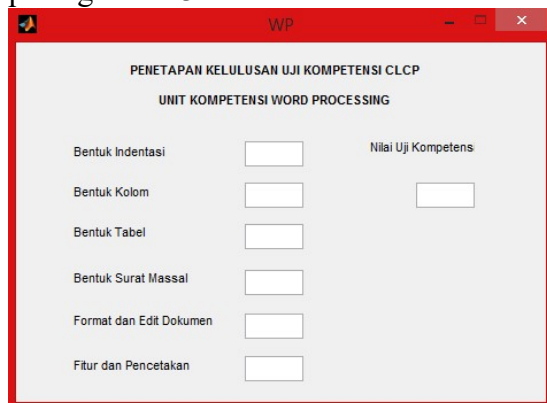 WP
PENETAPAN KELULUSAN UJI KOMPETENSI CLCP
UNIT KOMPETENSI WORD PROCESSING
Bentuk Indentasi
Nilai Uji Kompetens
Bentuk Kolom
Bentuk Tabel
Bentuk Surat Massal
Format dan Edit Dokumen
Fitur dan Pencetakan